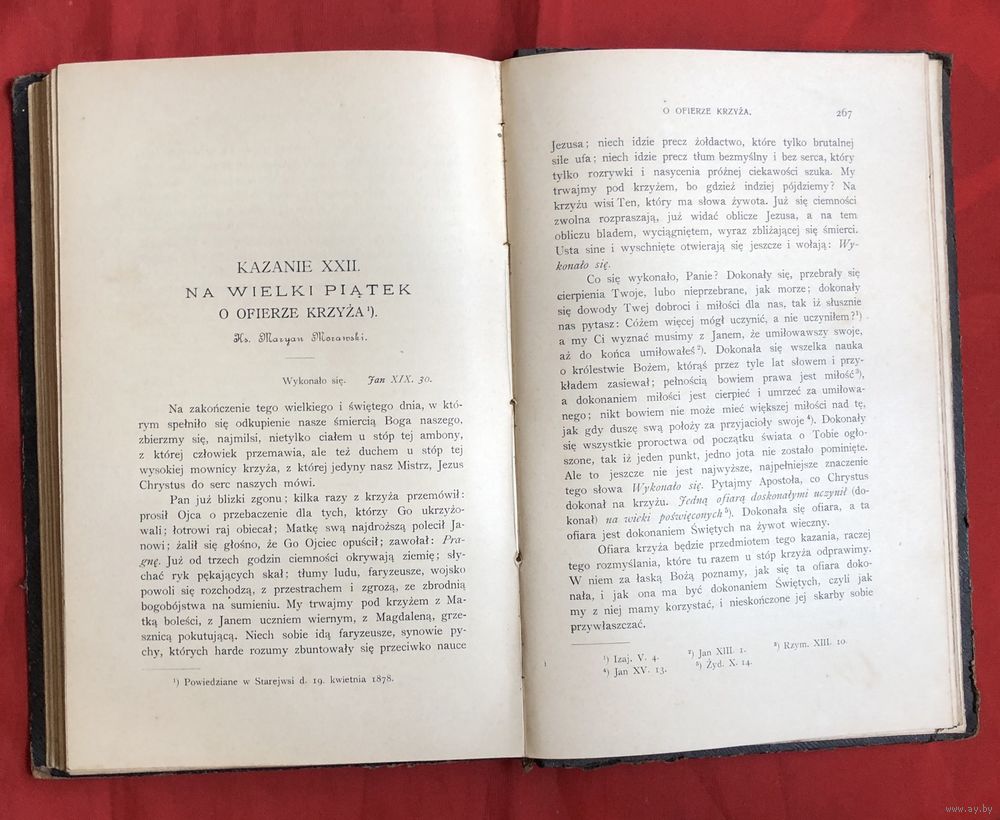 KAZANIE XXII.
NA WIELKI PIĄTEK
O OFIERZE KRZYŻA¹).
Ks. Maryan Morawski.
Wykonało się. Jan XIX. 30.
Na zakończenie tego wielkiego i świętego dnia, w któ-
rym spełniło się odkupienie nasze śmiercią Boga naszego,
zbierzmy się, najmilsi, nietylko ciałem u stóp tej ambony,
z której człowiek przemawia, ale też duchem u stóp tej
wysokiej mownicy krzyża, z której jedyny nasz Mistrz, Jezus
Chrystus do serc naszych mówi.
Pan już blizki zgonu; kilka razy z krzyża przemówił:
prosił Ojca o przebaczenie dla tych, którzy Go ukrzyżo-
wali; łotrowi raj obiecał; Matkę swą najdroższą polecił Ja-
nowi; żalił się głośno, że Go Ojciec opuścił; zawołał: Pra-
gnę. Już od trzech godzin ciemności okrywają ziemię; sły-
chać ryk pękających skał; tłumy ludu, faryzeusze, wojsko
powoli się rozchodzą, z przestrachem i zgrozą, ze zbrodnią
bogobójstwa na sumieniu. My trwajmy pod krzyżem z Ma-
tką boleści, z Janem uczniem wiernym, z Magdaleną, grze-
sznicą pokutującą. Niech sobie idą faryzeusze, synowie py-
chy, których harde rozumy zbuntowały się przeciwko nauce
¹) Powiedziane w Starejwsi d. 19. kwietnia 1878.
O OFIERZE KRZYŻA. 267
Jezusa; niech idzie precz żołdactwo, które tylko brutalnej
sile ufa; niech idzie precz tłum bezmyślny i bez serca, który
tylko rozrywki i nasycenia próżnej ciekawości szuka. My
trwajmy pod krzyżem, bo gdzież indziej pójdziemy? Na
krzyżu wisi Ten, który ma słowa żywota. Już się ciemności
zwolna rozpraszają, już widać oblicze Jezusa, a na tem
obliczu bladem, wyciągniętem, wyraz zbliżającej się śmierci.
Usta sine i wyschnięte otwierają się jeszcze i wołają: Wy-
konało się.
Co się wykonało, Panie? Dokonały się, przebrały się
cierpienia Twoje, lubo nieprzebrane, jak morze; dokonały
się dowody Twej dobroci i miłości dla nas, tak iż słusznie
nas pytasz: Cóżem więcej mógł uczynić, a nie uczyniłem?¹)
a my Ci wyznać musimy z Janem, że umiłowawszy swoje,
aż do końca umiłowałeś²). Dokonała się wszelka nauka
o królestwie Bożem, którąś przez tyle lat słowem i przy-
kładem zasiewał; pełnością bowiem prawa jest miłość³),
a dokonaniem miłości jest cierpieć i umrzeć za umiłowa-
nego; nikt bowiem nie może mieć większej miłości nad tę,
jak gdy duszę swą położy za przyjacioły swoje⁴). Dokonały
się wszystkie proroctwa od początku świata o Tobie ogło-
szone, tak iż jeden punkt, jedno jota nie zostało pominięte.
Ale to jeszcze nie jest najwyższe, najpełniejsze znaczenie
tego słowa Wykonało się. Pytajmy Apostoła, co Chrystus
dokonał na krzyżu. Jedną ofiarą doskonałymi uczynił (do-
konał) na wieki poświęconych⁵). Dokonała się ofiara, a ta
ofiara jest dokonaniem Świętych na żywot wieczny.
Ofiara krzyża będzie przedmiotem tego kazania, raczej
tego rozmyślania, które tu razem u stóp krzyża odprawimy.
W niem za łaską Bożą poznamy, jak się ta ofiara doko-
nała, i jak ona ma być dokonaniem Świętych, czyli jak
my z niej mamy korzystać, i nieskończone jej skarby sobie
przywłaszczać.
¹) Izaj. V. 4. ²) Jan XIII. 1. ³) Rzym. XIII. 10.
⁴) Jan XV. 13. ⁵) Żyd. X. 14.
www.ay.by